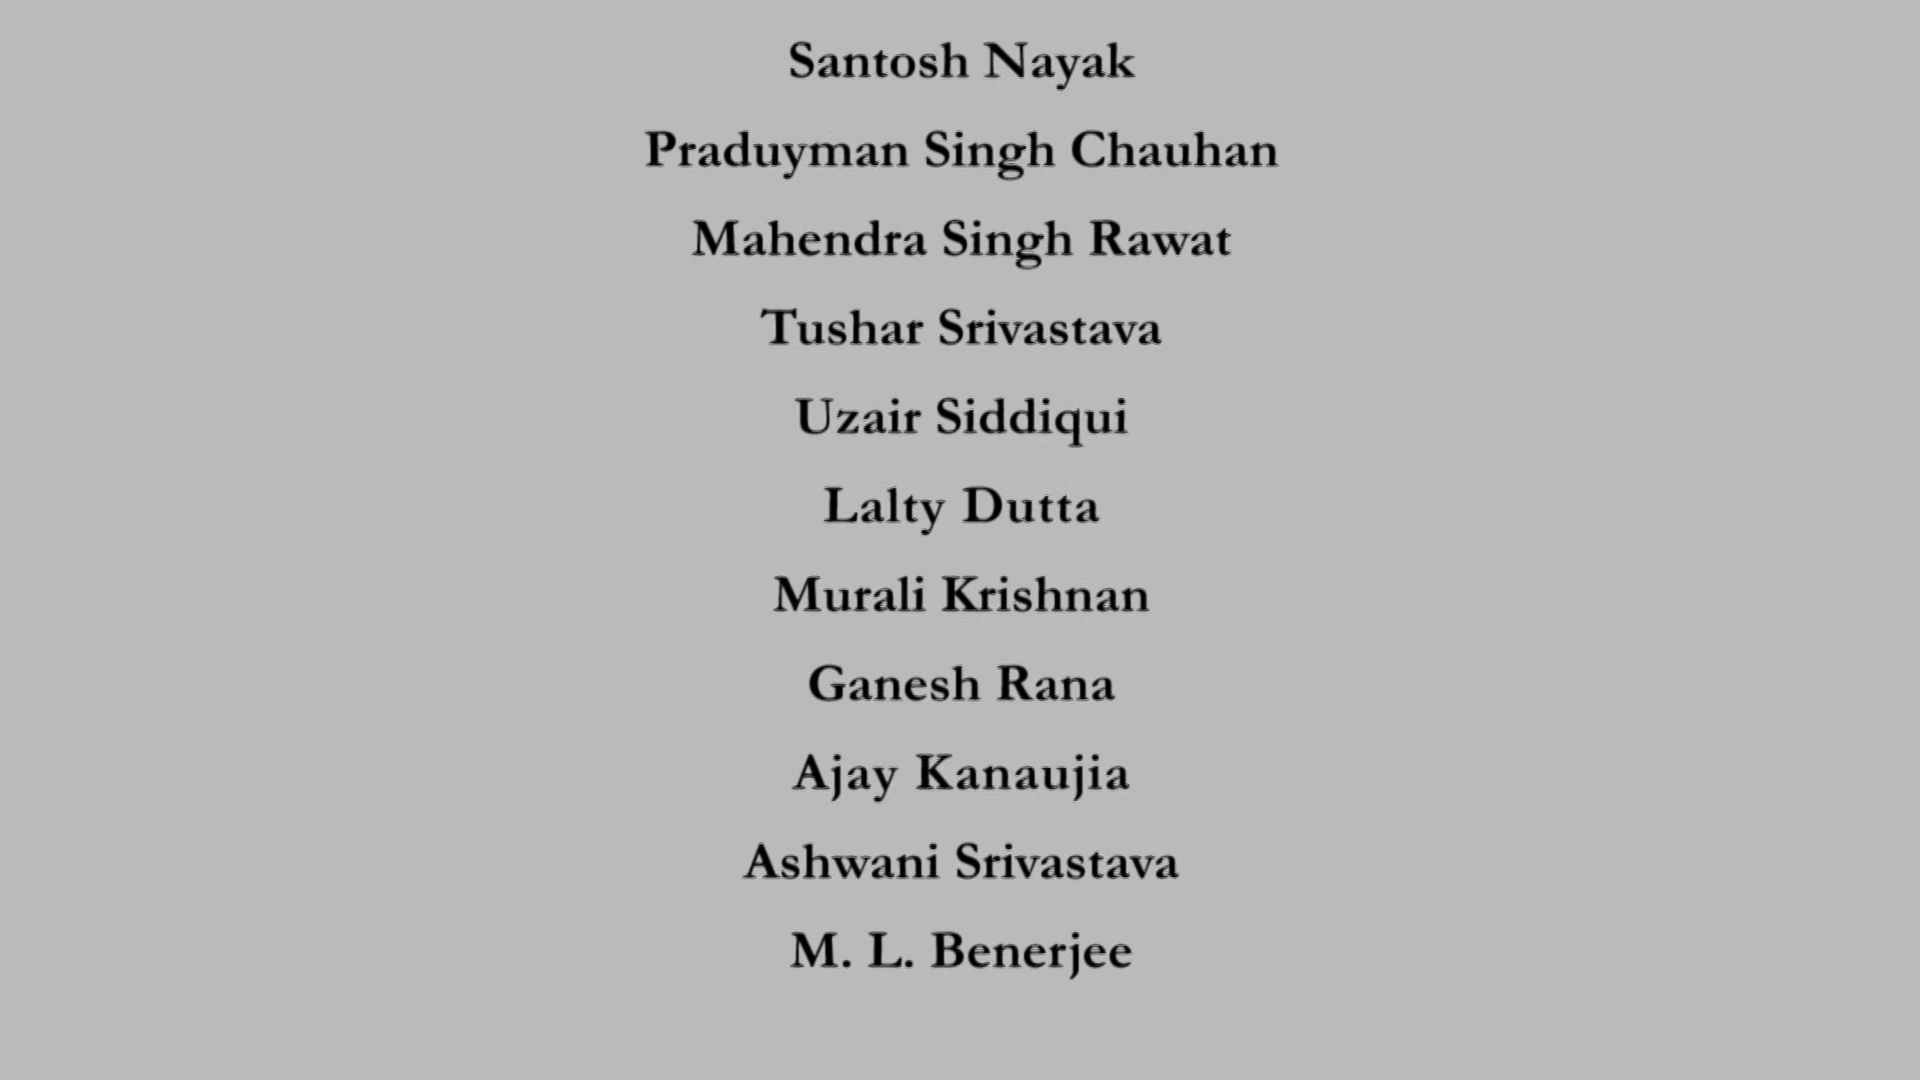 Santosh Nayak
Praduyman Singh Chauhan
Mahendra Singh Rawat
Tushar Srivastava
Uzair Siddiqui
Lalty Dutta
Murali Krishnan
Ganesh Rana
Ajay Kanaujia
Ashwani Srivastava
M. L. Benerjee